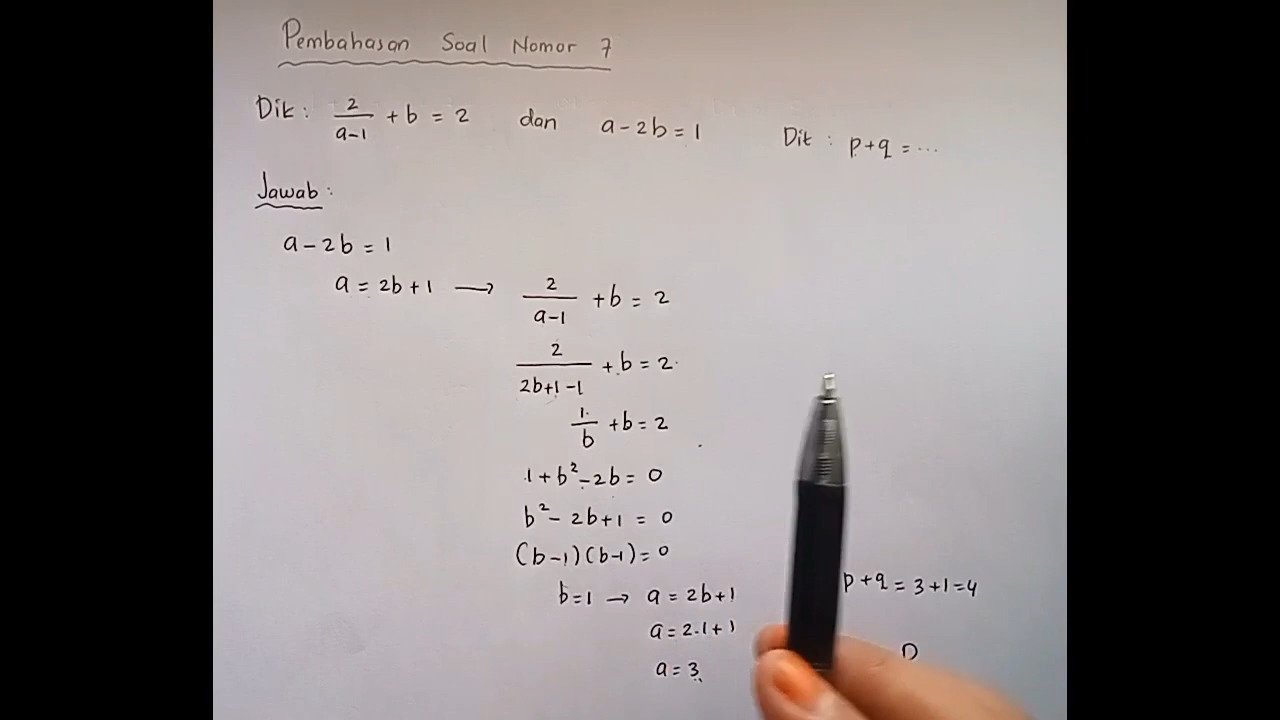 Pembahasan Soal Nomor 7
Dik : 2/(a-1) + b = 2 dan a - 2b = 1 Dit : p+q = ...
Jawab :
a - 2b = 1
a = 2b + 1 → 2/(a-1) + b = 2
2/(2b+1-1) + b = 2
1/b + b = 2
1 + b² - 2b = 0
b² - 2b + 1 = 0
(b-1)(b-1) = 0
b = 1 → a = 2b + 1
a = 2.1 + 1
a = 3
p+q = 3+1 = 4